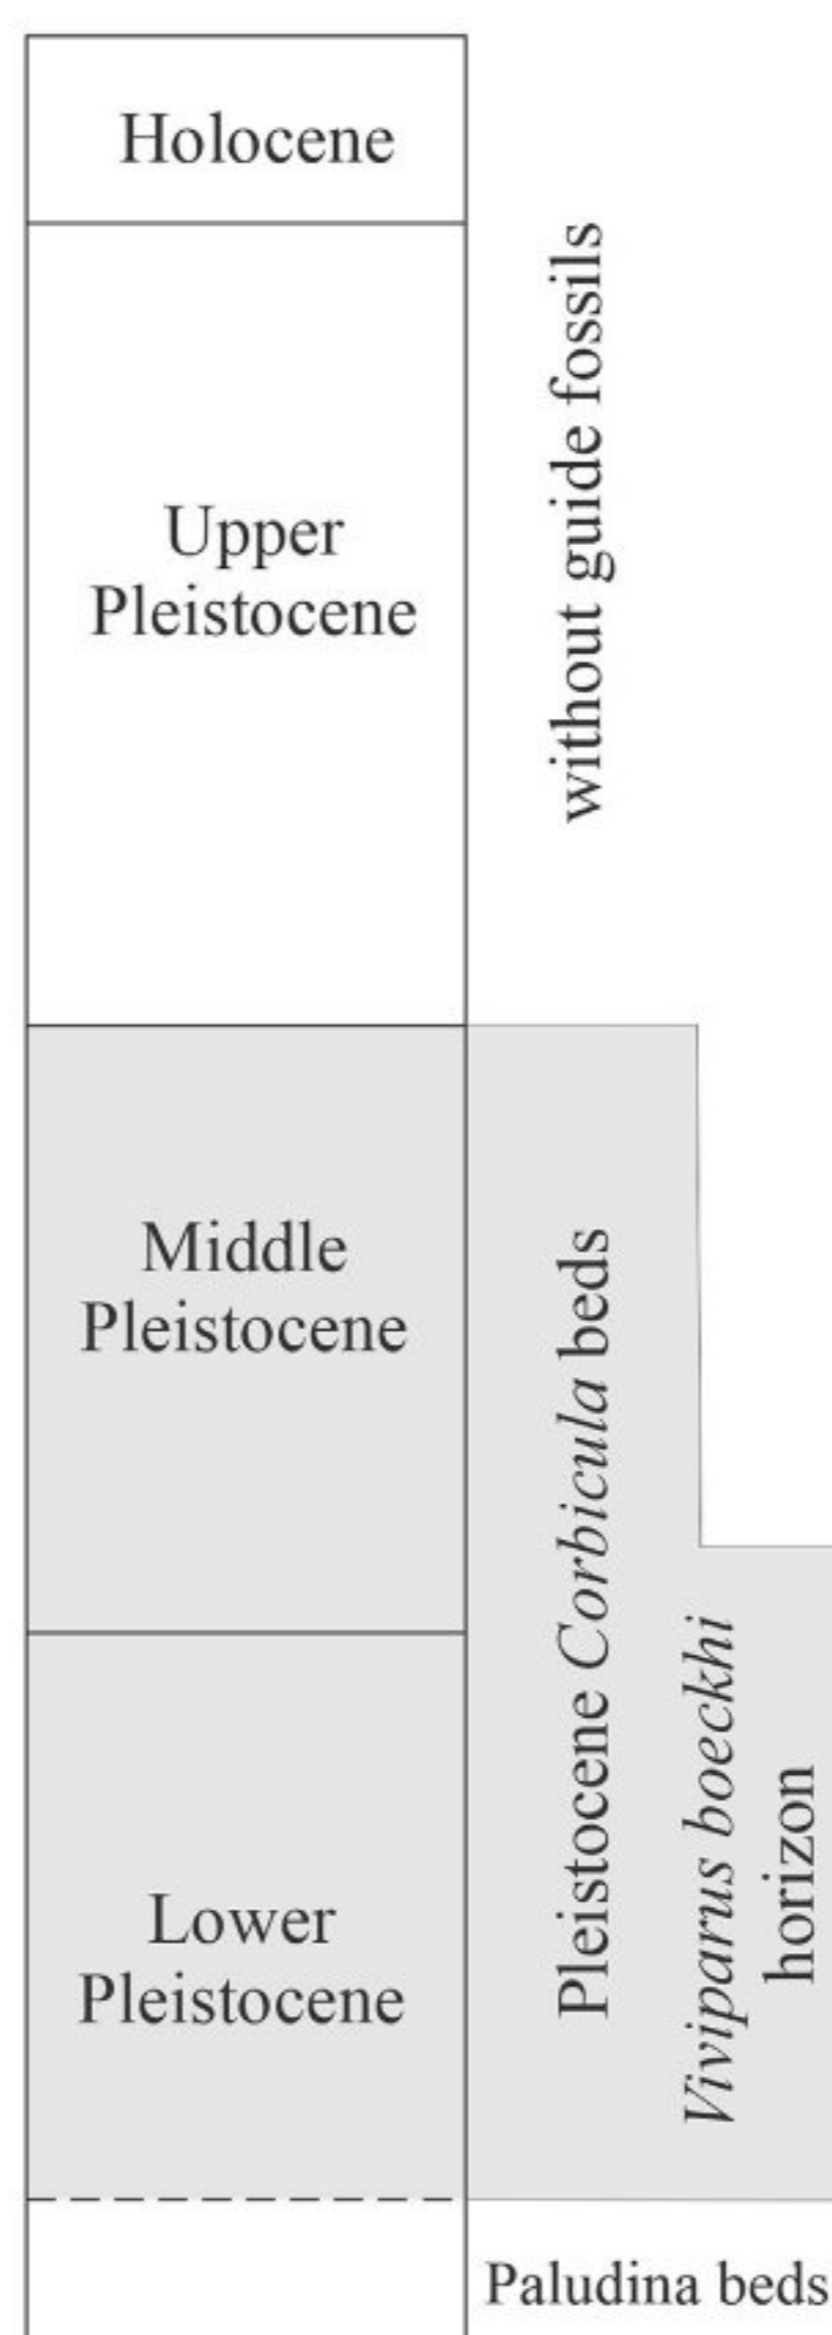 Holocene
without guide fossils
Upper
Pleistocene
Middle
Pleistocene
Pleistocene Corbicula beds
Viviparus boeckhi
horizon
Lower
Pleistocene
Paludina beds